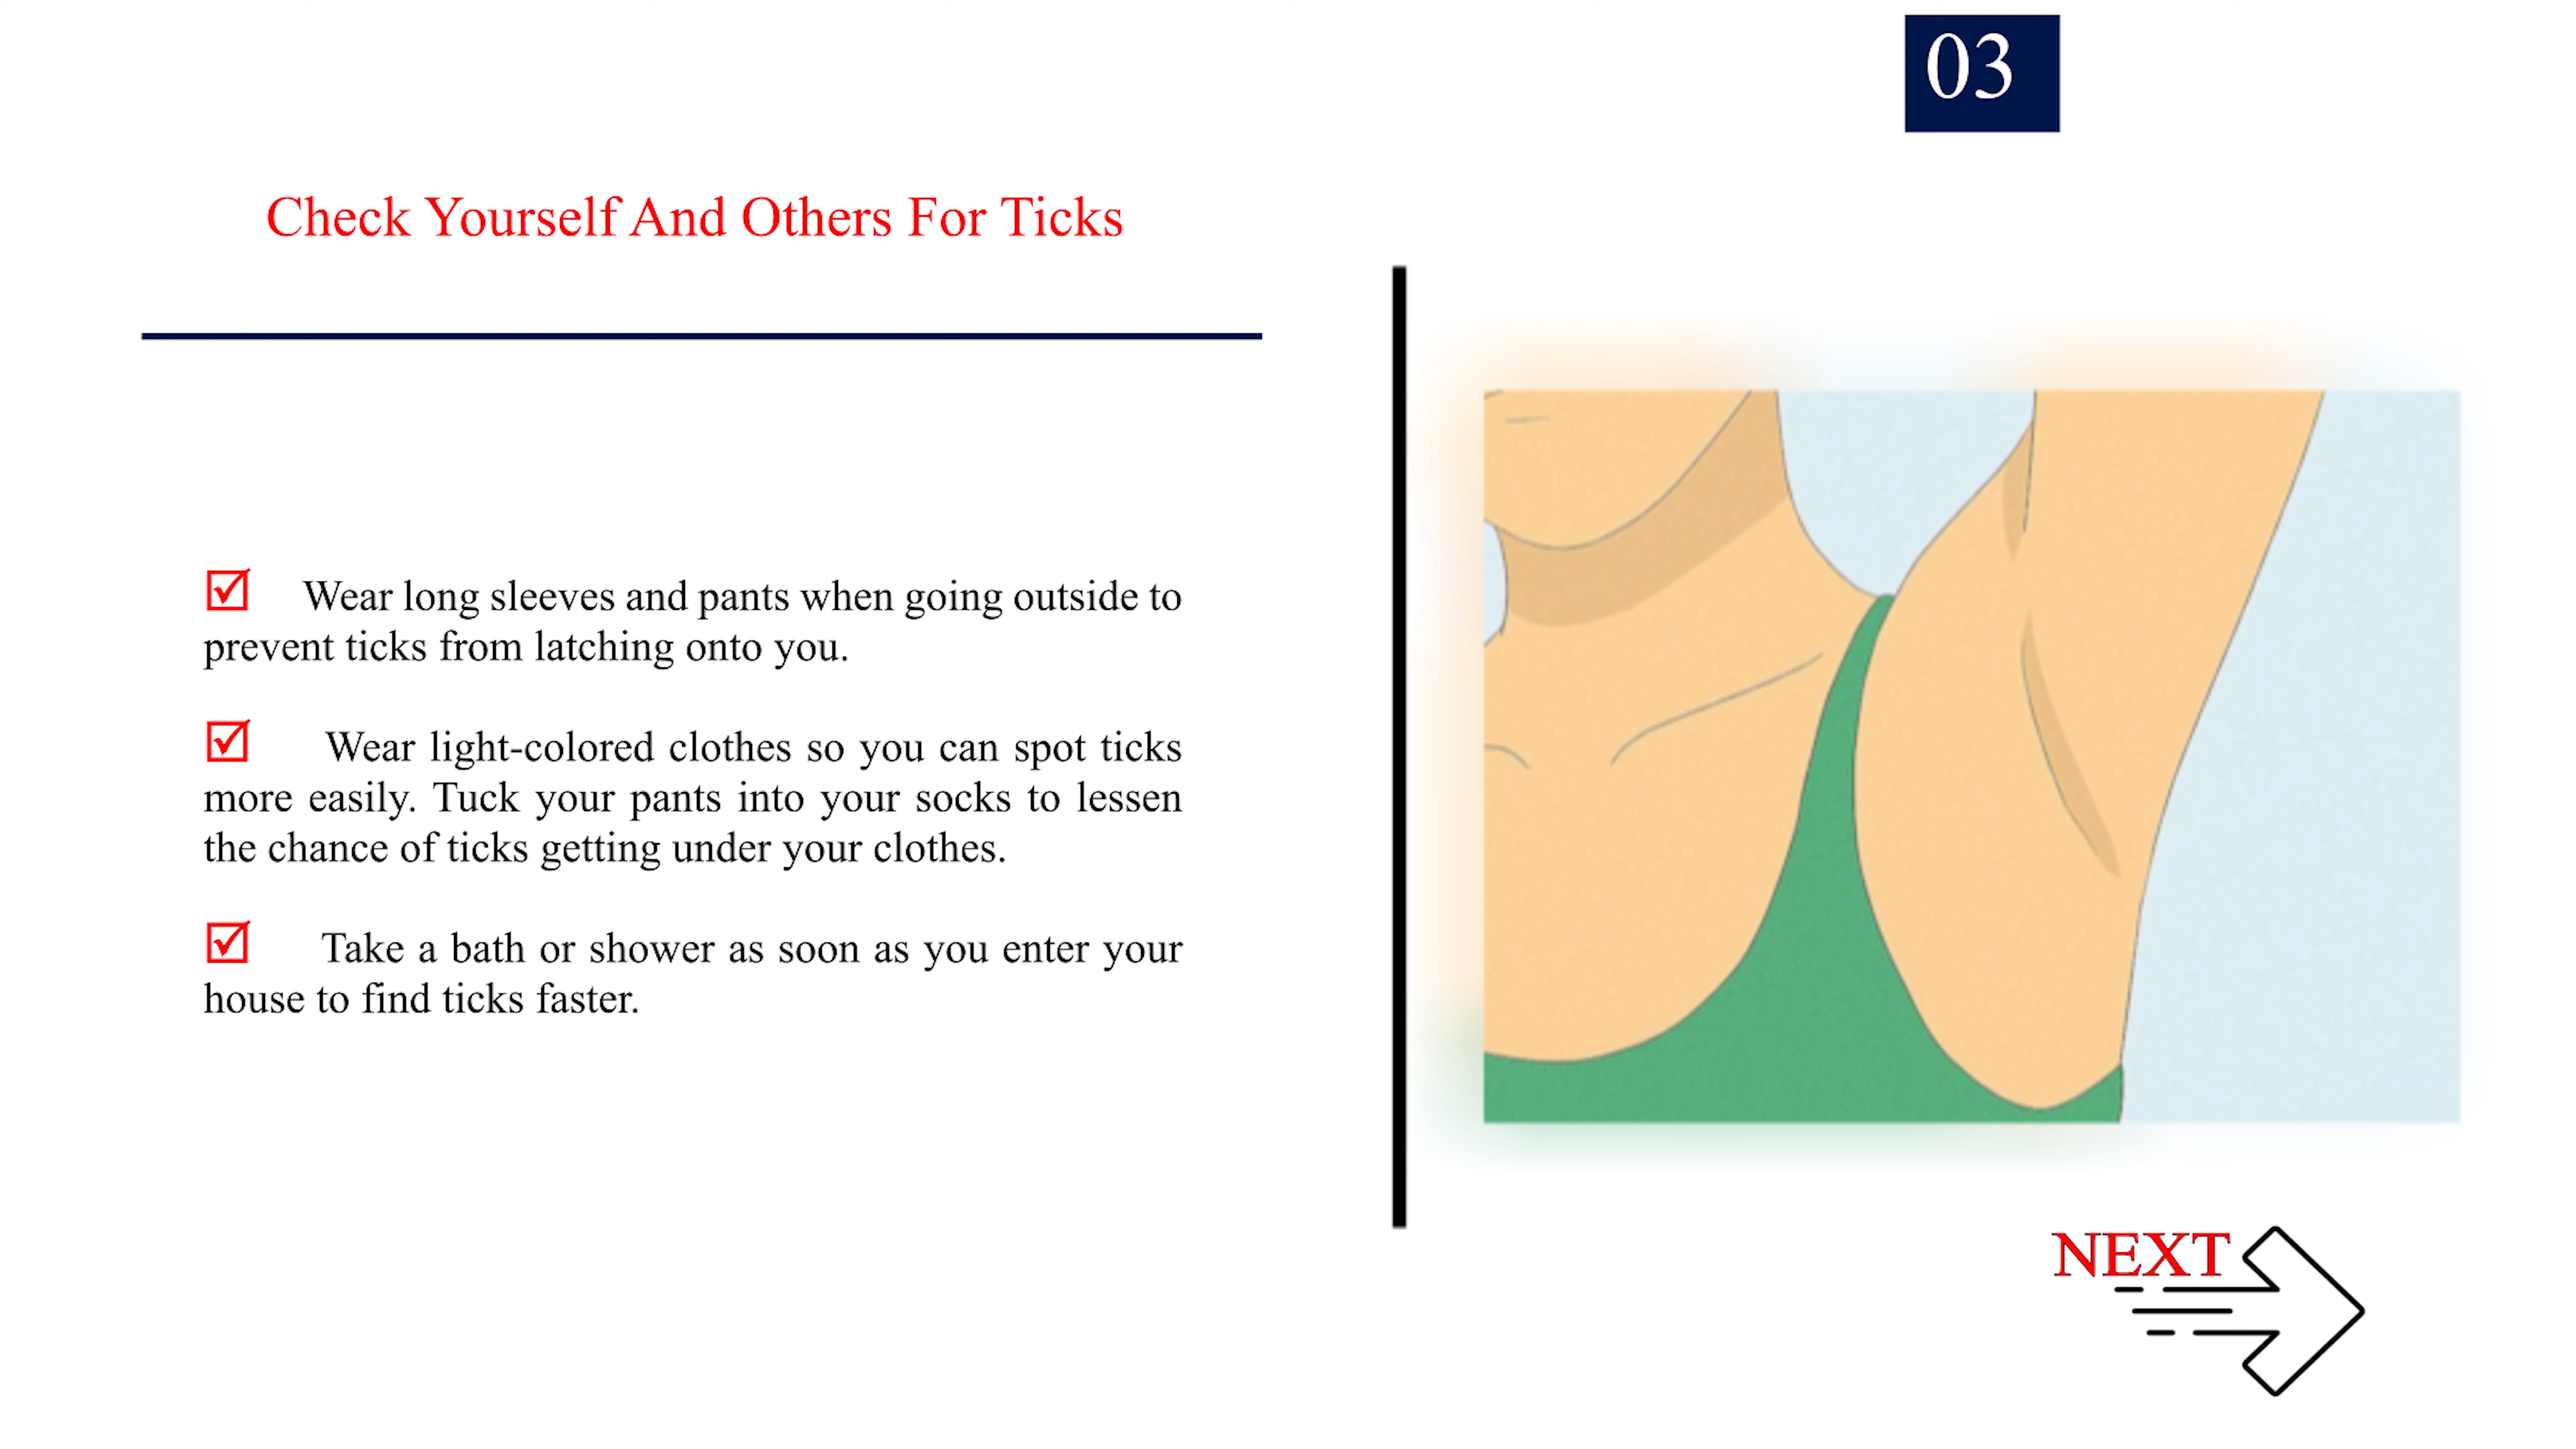 03
Check Yourself And Others For Ticks
Wear long sleeves and pants when going outside to
prevent ticks from latching onto you.
Wear light-colored clothes so you can spot ticks
more easily. Tuck your pants into your socks to lessen
the chance of ticks getting under your clothes.
Take a bath or shower as soon as you enter your
house to find ticks faster.
NEXT